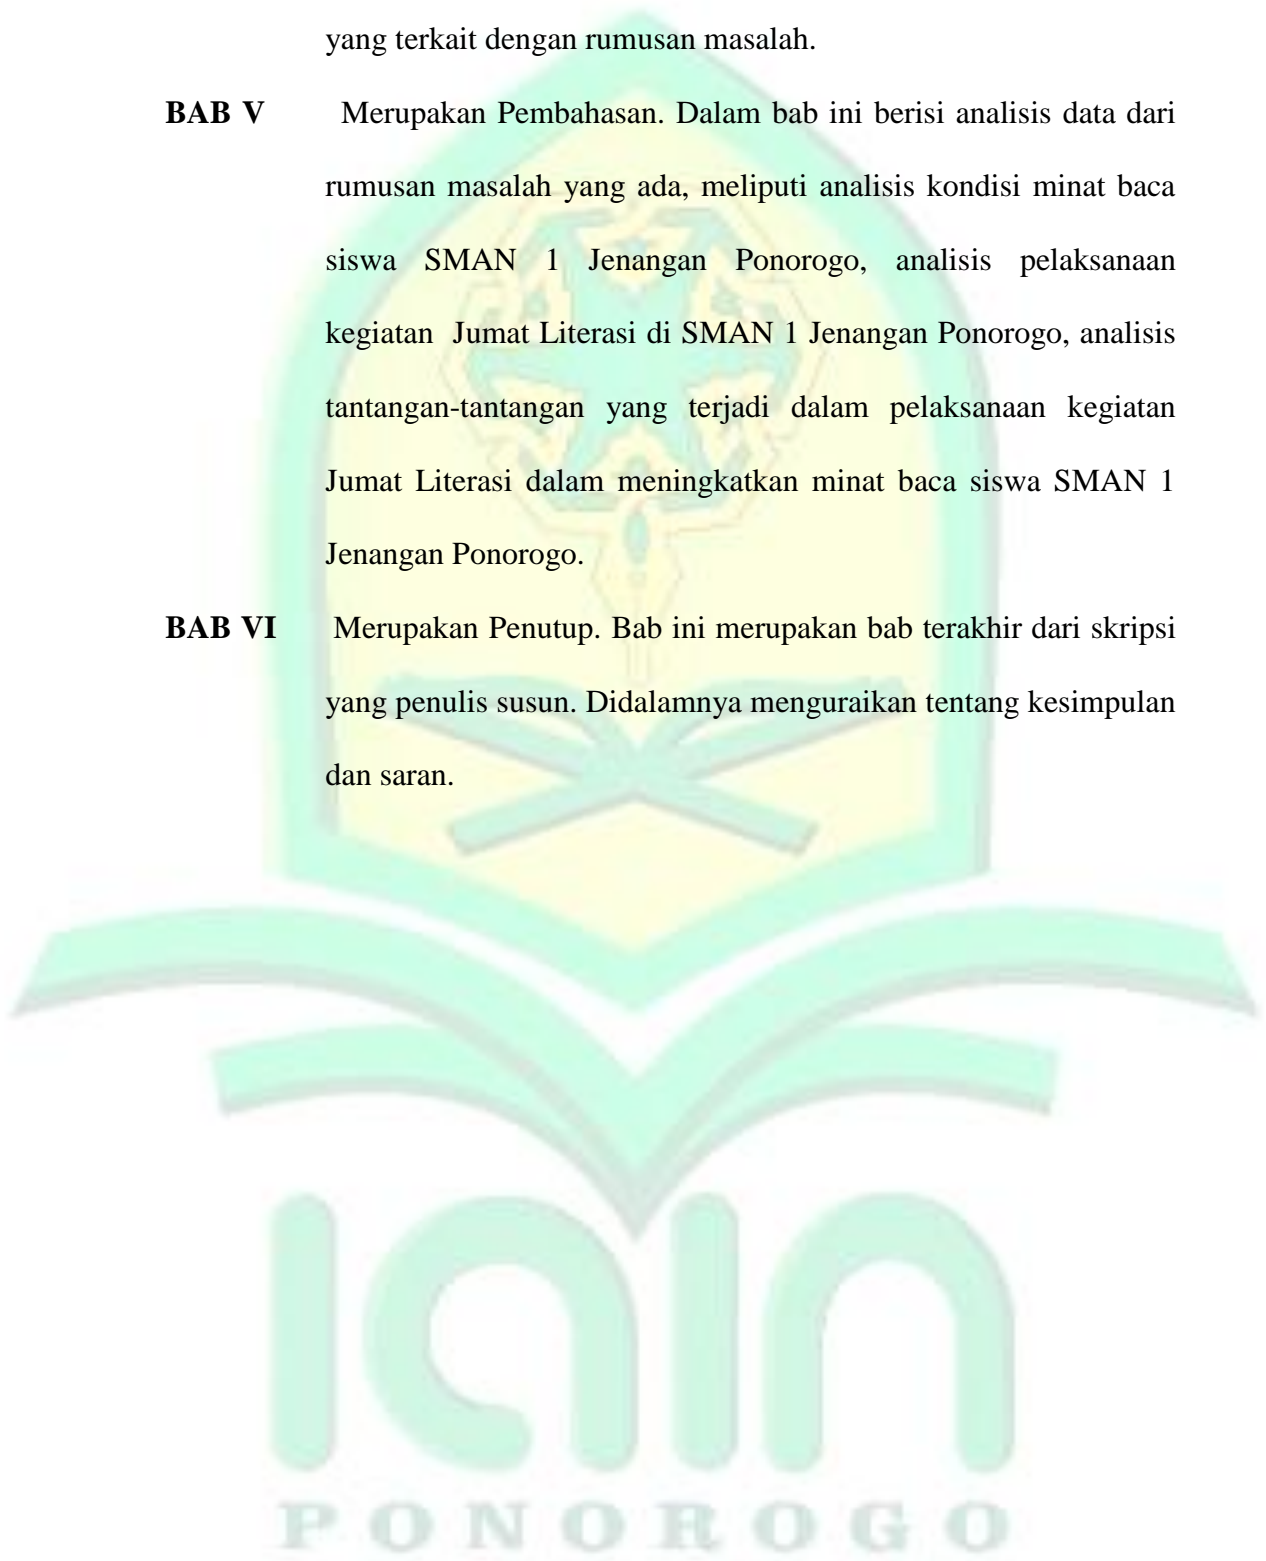 yang terkait dengan rumusan masalah.
BAB V Merupakan Pembahasan. Dalam bab ini berisi analisis data dari
rumusan masalah yang ada, meliputi analisis kondisi minat baca
siswa SMAN 1 Jenangan Ponorogo, analisis pelaksanaan
kegiatan Jumat Literasi di SMAN 1 Jenangan Ponorogo, analisis
tantangan-tantangan yang terjadi dalam pelaksanaan kegiatan
Jumat Literasi dalam meningkatkan minat baca siswa SMAN 1
Jenangan Ponorogo.
BAB VI Merupakan Penutup. Bab ini merupakan bab terakhir dari skripsi
yang penulis susun. Didalamnya menguraikan tentang kesimpulan
dan saran.
iain
PONOROGO